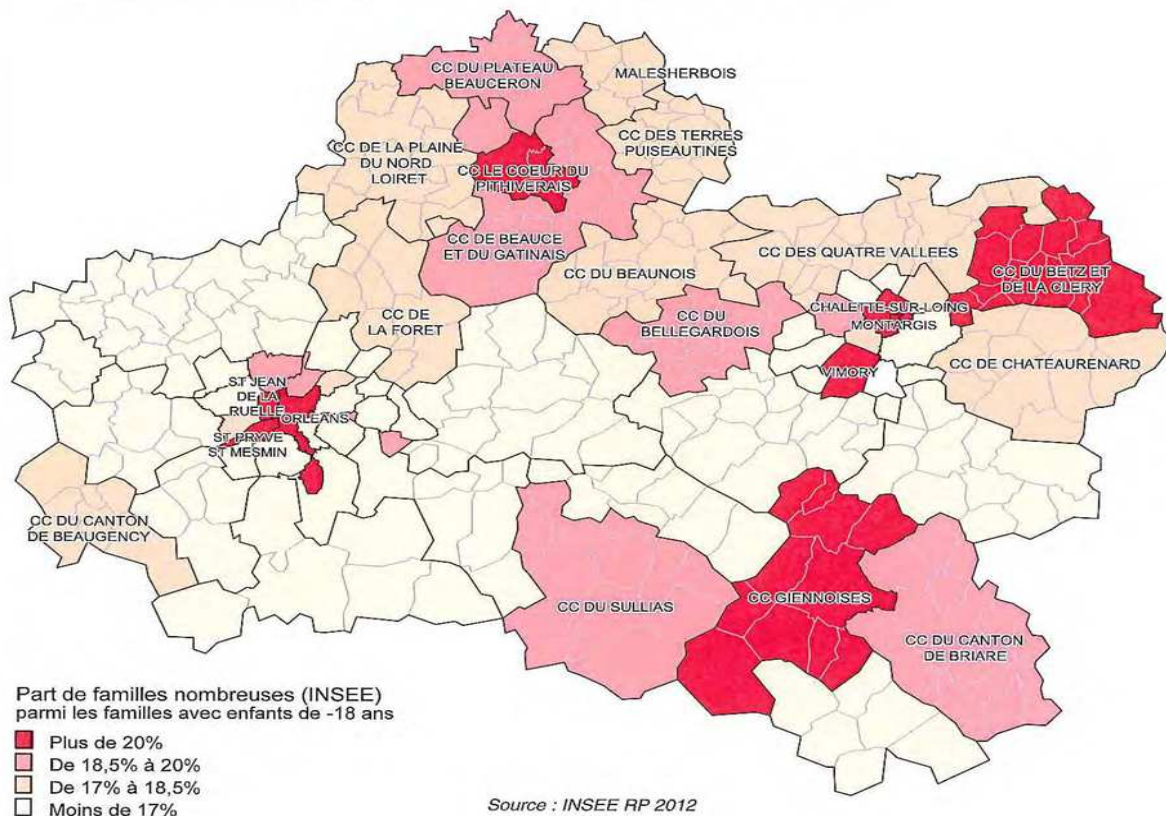 CC DU PLATEAU
BEAUCERON
MALESHERBOIS
CC DES TERRES
PUISEAUTINES
CC DE LA PLAINE
DU NORD
LOIRET
CC LE COEUR DU
PITHIVERAIS
CC DE BEAUCE
ET DU GATINAIS
CC DU BEAUNOIS
CC DES QUATRE VALLEES
CC DU BETZ ET
DE LA CLERY
CC DE
LA FORET
CC DU
BELLEGARDOIS
CHALETTE-SUR-LOING
MONTARGIS
VIMORY
CC DE CHATEAURENARD
ST JEAN
DE LA
RUELLE
ORLEANS
ST PRYVE
ST MESMIN
CC DU CANTON
DE BEAUGENCY
CC DU SULLIAS
CC GIENNOISES
CC DU CANTON
DE BRIARE
Part de familles nombreuses (INSEE)
parmi les familles avec enfants de -18 ans
Plus de 20%
De 18,5% à 20%
De 17% à 18,5%
Moins de 17%
Source : INSEE RP 2012